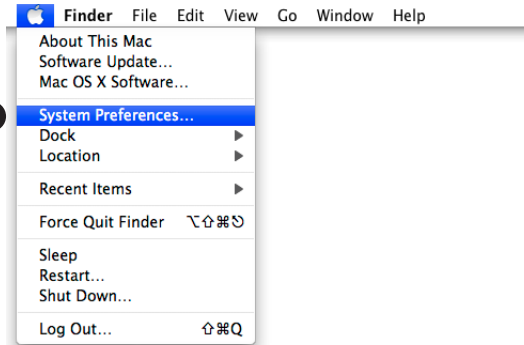 Finder File Edit View Go Window Help
About This Mac
Software Update...
Mac OS X Software...
System Preferences...
Dock
Location
Recent Items
Force Quit Finder ⌥⇧⌘⎋
Sleep
Restart...
Shut Down...
Log Out... ⇧⌘Q